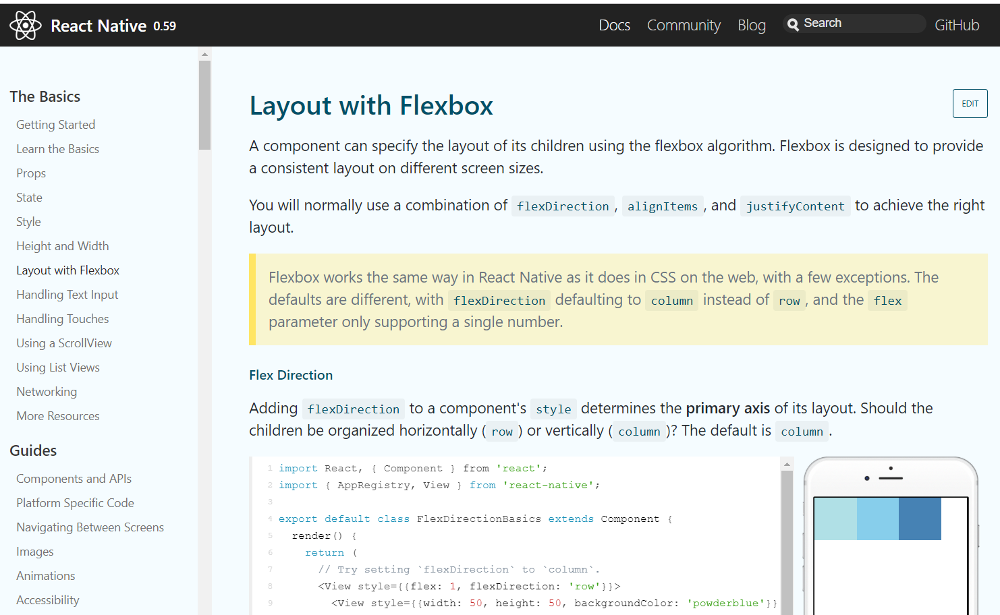 React Native 0.59
Docs Community Blog Search GitHub
The Basics
Getting Started
Learn the Basics
Props
State
Style
Height and Width
Layout with Flexbox
Handling Text Input
Handling Touches
Using a ScrollView
Using List Views
Networking
More Resources
Guides
Components and APIs
Platform Specific Code
Navigating Between Screens
Images
Animations
Accessibility
Layout with Flexbox
EDIT
A component can specify the layout of its children using the flexbox algorithm. Flexbox is designed to provide
a consistent layout on different screen sizes.
You will normally use a combination of flexDirection, alignItems, and justifyContent to achieve the right
layout.
Flexbox works the same way in React Native as it does in CSS on the web, with a few exceptions. The
defaults are different, with flexDirection defaulting to column instead of row, and the flex
parameter only supporting a single number.
Flex Direction
Adding flexDirection to a component's style determines the primary axis of its layout. Should the
children be organized horizontally (row) or vertically (column)? The default is column.
1 import React, { Component } from 'react';
2 import { AppRegistry, View } from 'react-native';
3
4 export default class FlexDirectionBasics extends Component {
5 render() {
6 return (
7 // Try setting `flexDirection` to `column`.
8 <View style={{flex: 1, flexDirection: 'row'}}>
9 <View style={{width: 50, height: 50, backgroundColor: 'powderblue'}}